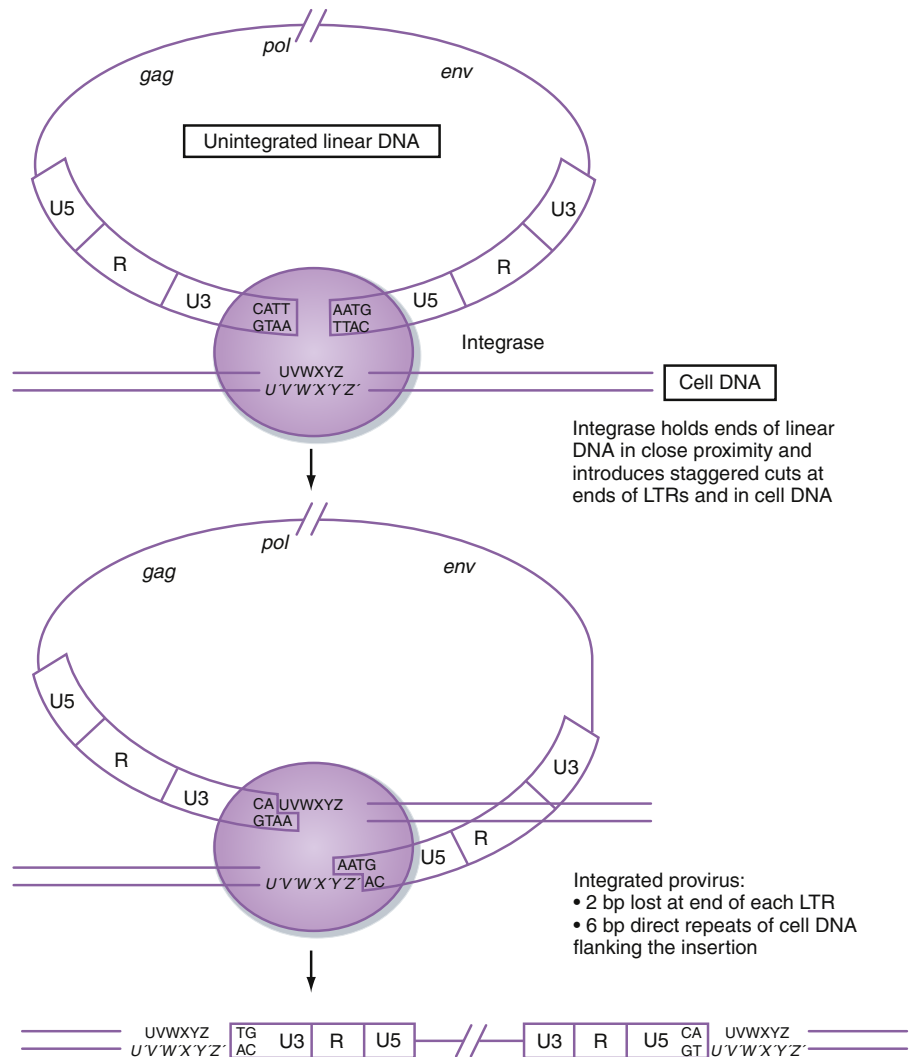 pol
gag
env
Unintegrated linear DNA
U5
R
U3
U3
R
U5
CATT
GTAA
AATG
TTAC
Integrase
UVWXYZ
U´V´W´X´Y´Z´
Cell DNA
Integrase holds ends of linear
DNA in close proximity and
introduces staggered cuts at
ends of LTRs and in cell DNA
pol
gag
env
U5
R
U3
U3
R
U5
CA UVWXYZ
GTAA
AATG
U´V´W´X´Y´Z´ AC
Integrated provirus:
• 2 bp lost at end of each LTR
• 6 bp direct repeats of cell DNA
flanking the insertion
UVWXYZ TG U3 R U5 U3 R U5 CA UVWXYZ
U´V´W´X´Y´Z´ AC GT U´V´W´X´Y´Z´